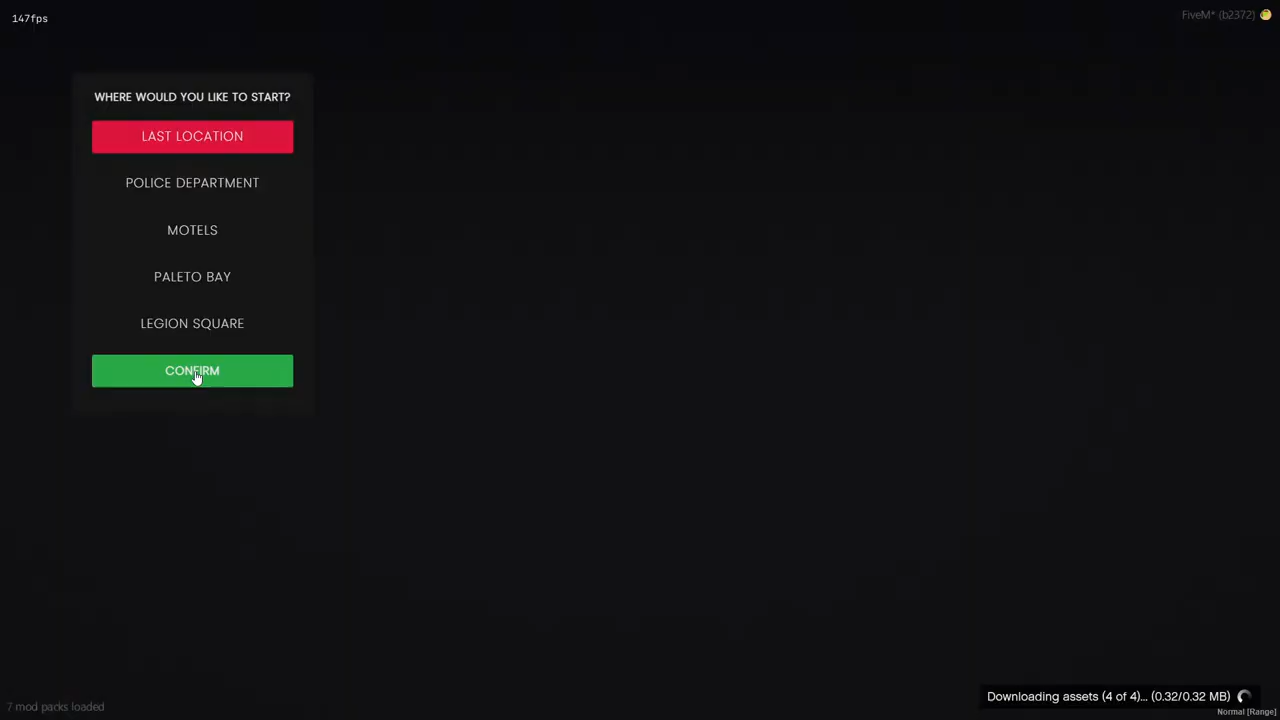 147fps
FiveM* (b2372)
WHERE WOULD YOU LIKE TO START?
LAST LOCATION
POLICE DEPARTMENT
MOTELS
PALETO BAY
LEGION SQUARE
CONFIRM
Downloading assets (4 of 4)... (0.32/0.32 MB)
7 mod packs loaded
Normal [Range]